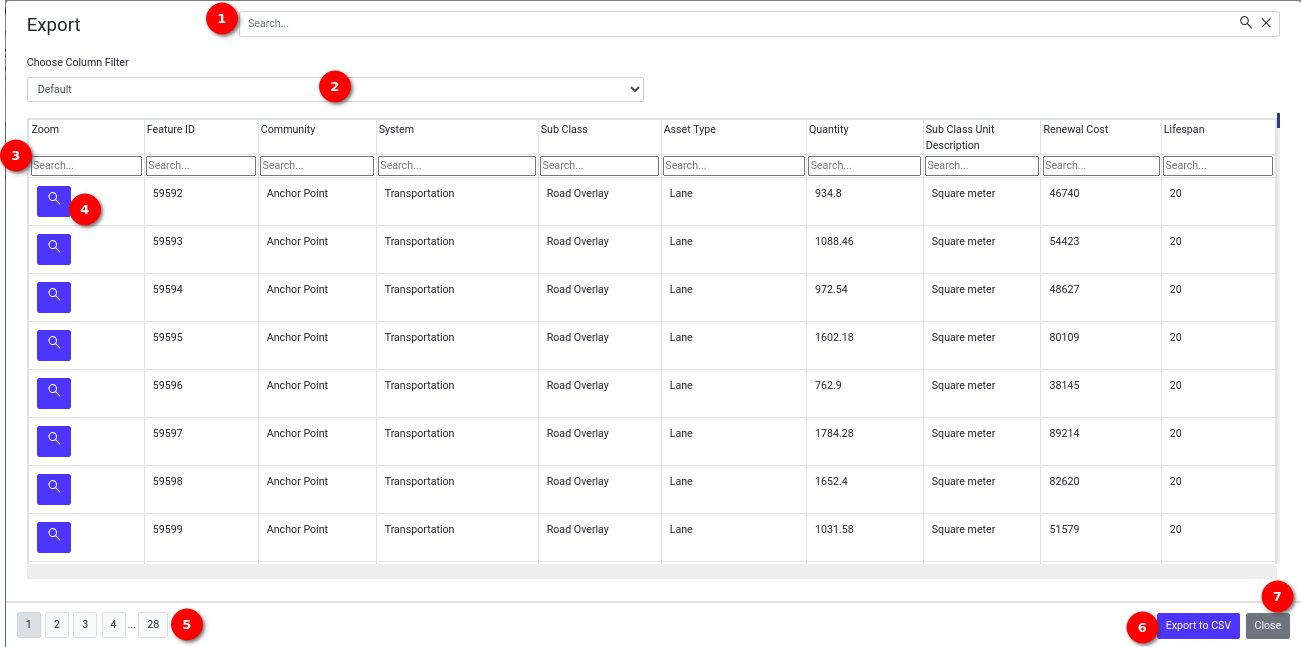 Export
1
Search...
Choose Column Filter
Default
2
Zoom Feature ID Community System Sub Class Asset Type Quantity Sub Class Unit Description Renewal Cost Lifespan
3
Search... Search... Search... Search... Search... Search... Search... Search... Search... Search...
59592 Anchor Point Transportation Road Overlay Lane 934.8 Square meter 46740 20
4
59593 Anchor Point Transportation Road Overlay Lane 1088.46 Square meter 54423 20
59594 Anchor Point Transportation Road Overlay Lane 972.54 Square meter 48627 20
59595 Anchor Point Transportation Road Overlay Lane 1602.18 Square meter 80109 20
59596 Anchor Point Transportation Road Overlay Lane 762.9 Square meter 38145 20
59597 Anchor Point Transportation Road Overlay Lane 1784.28 Square meter 89214 20
59598 Anchor Point Transportation Road Overlay Lane 1652.4 Square meter 82620 20
59599 Anchor Point Transportation Road Overlay Lane 1031.58 Square meter 51579 20
1 2 3 4 ... 28
5
6
Export to CSV
7
Close